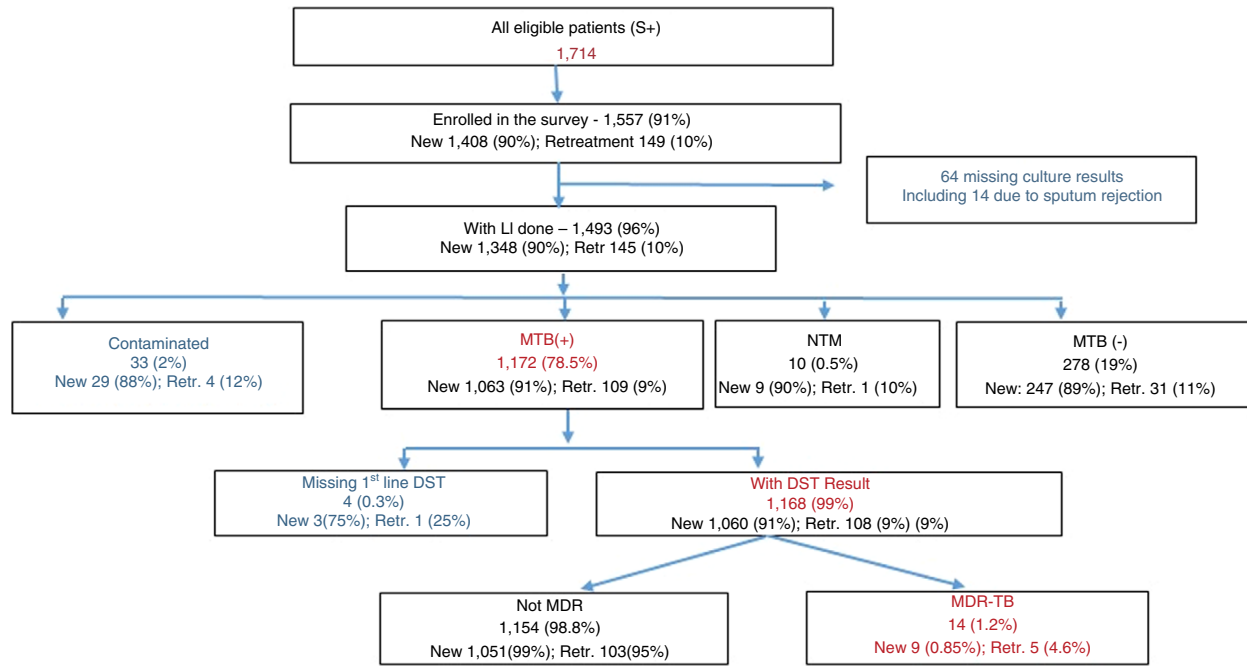 All eligible patients (S+)
1,714
Enrolled in the survey - 1,557 (91%)
New 1,408 (90%); Retreatment 149 (10%)
64 missing culture results
Including 14 due to sputum rejection
With LI done – 1,493 (96%)
New 1,348 (90%); Retr 145 (10%)
Contaminated
33 (2%)
New 29 (88%); Retr. 4 (12%)
MTB(+)
1,172 (78.5%)
New 1,063 (91%); Retr. 109 (9%)
NTM
10 (0.5%)
New 9 (90%); Retr. 1 (10%)
MTB (-)
278 (19%)
New: 247 (89%); Retr. 31 (11%)
Missing 1st line DST
4 (0.3%)
New 3(75%); Retr. 1 (25%)
With DST Result
1,168 (99%)
New 1,060 (91%); Retr. 108 (9%) (9%)
Not MDR
1,154 (98.8%)
New 1,051(99%); Retr. 103(95%)
MDR-TB
14 (1.2%)
New 9 (0.85%); Retr. 5 (4.6%)